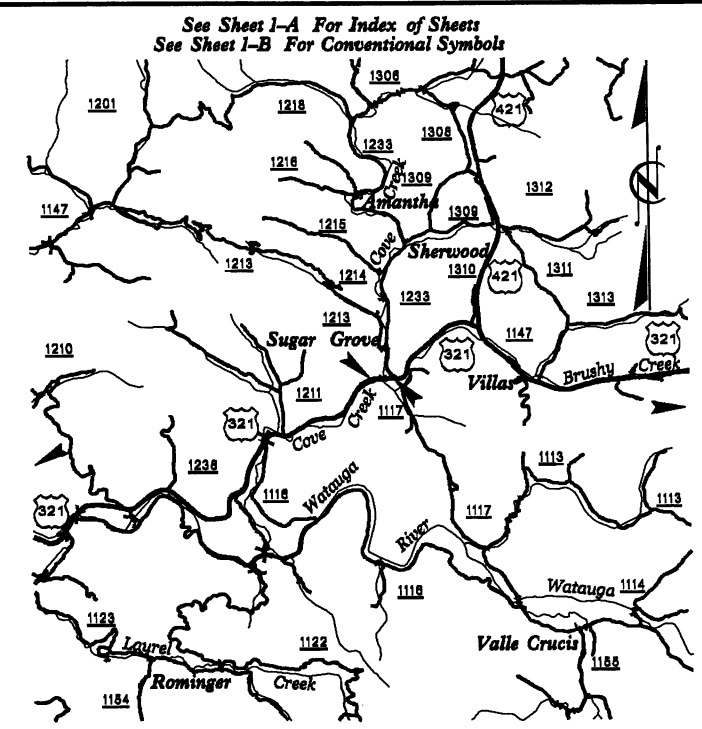 See Sheet 1-A For Index of Sheets
See Sheet 1-B For Conventional Symbols
1306
1201
1218
421
1308
1233
1216
Creek
1309
1312
N
Amantha
1147
1215
1309
Cove
Sherwood
1213
1214
1310
421
1311
1233
1313
1213
Sugar Grove
1147
321
1210
321
Villas
Brushy Creek
1211
321
Cove Creek
1117
1236
1113
1116
Watauga River
1117
1113
321
1116
Watauga
1114
1123
Laurel Creek
1122
Valle Crucis
Rominger
1184